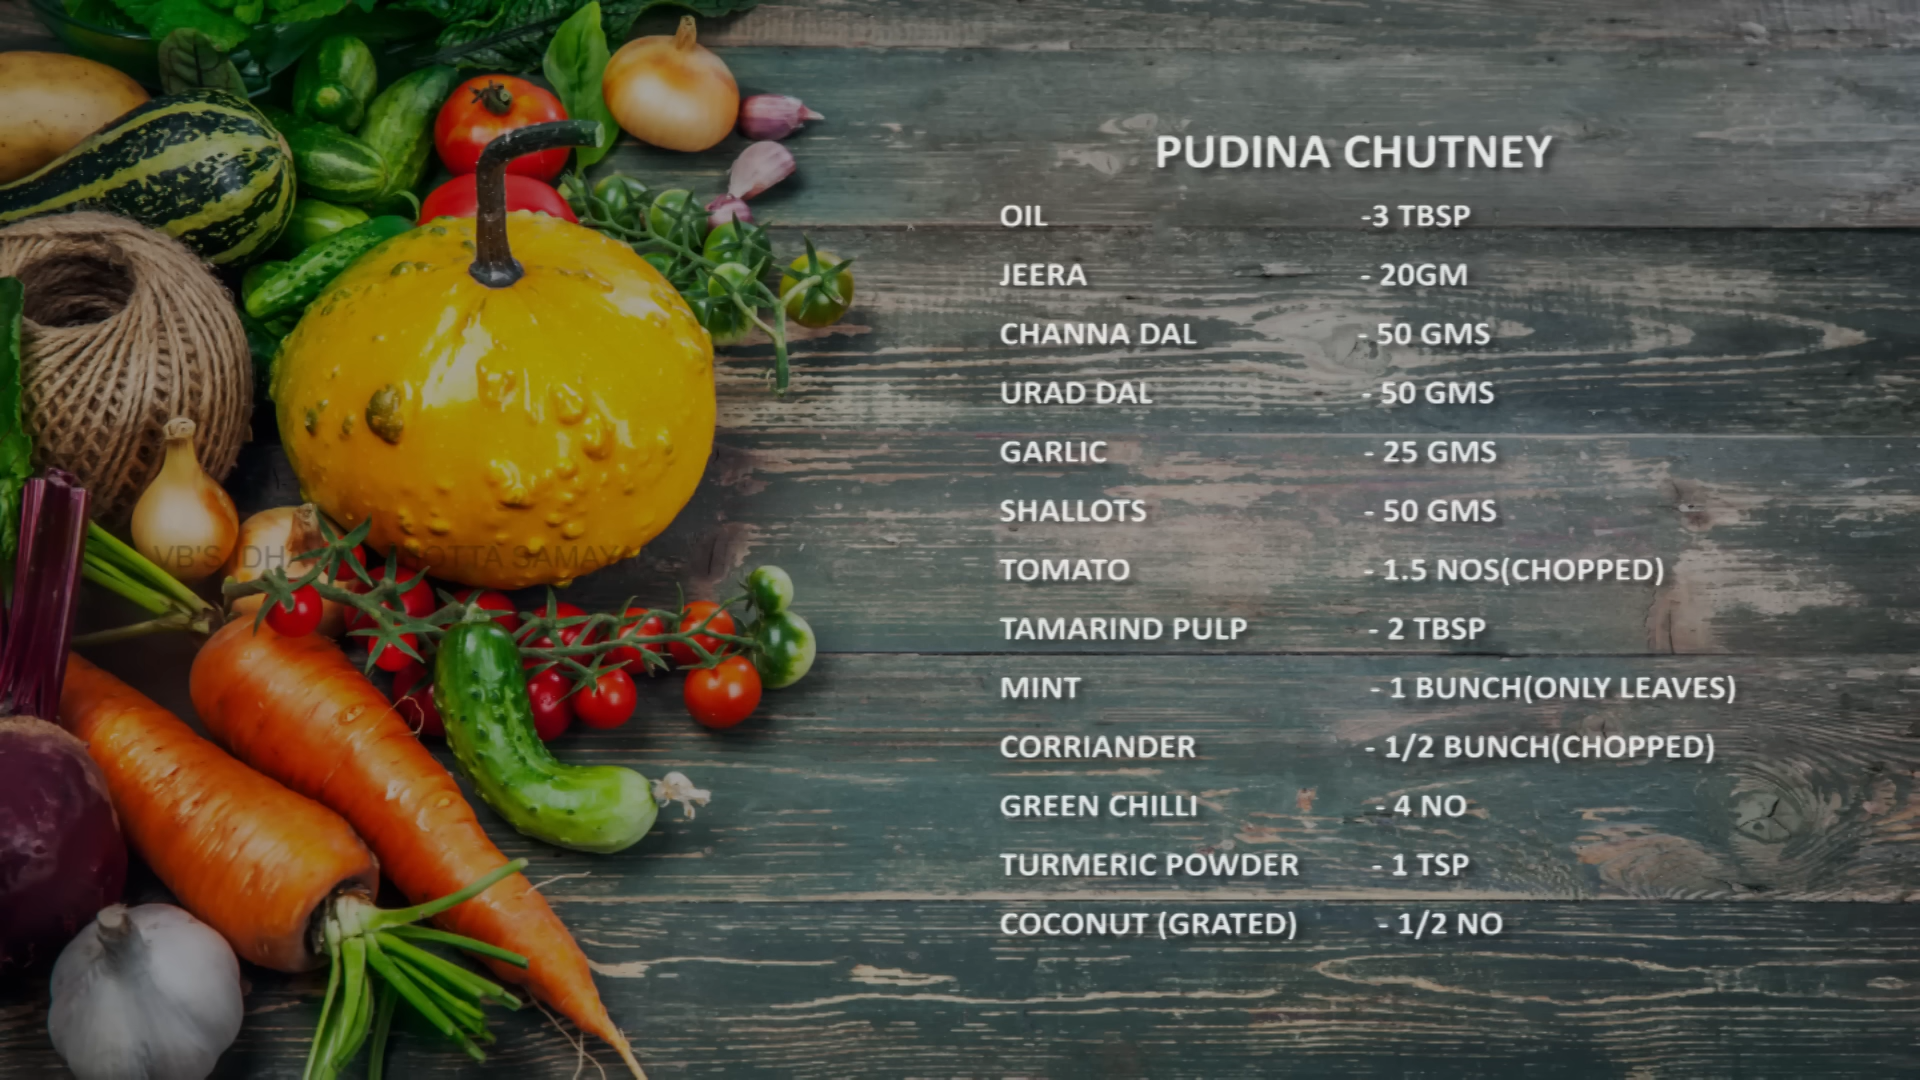 PUDINA CHUTNEY
OIL -3 TBSP
JEERA - 20GM
CHANNA DAL - 50 GMS
URAD DAL - 50 GMS
GARLIC - 25 GMS
SHALLOTS - 50 GMS
TOMATO - 1.5 NOS(CHOPPED)
TAMARIND PULP - 2 TBSP
MINT - 1 BUNCH(ONLY LEAVES)
CORRIANDER - 1/2 BUNCH(CHOPPED)
GREEN CHILLI - 4 NO
TURMERIC POWDER - 1 TSP
COCONUT (GRATED) - 1/2 NO
VB'S